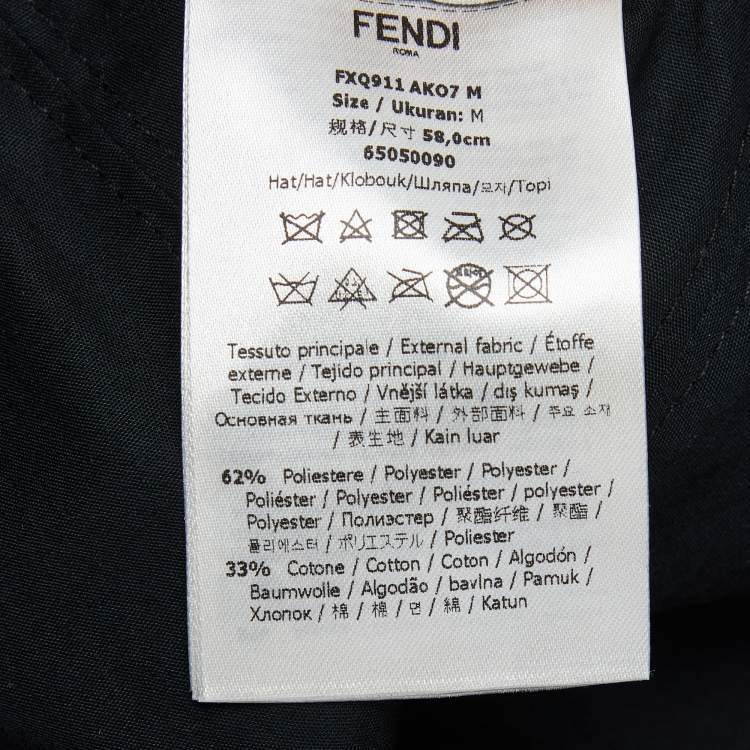 FENDI
ROMA
FXQ911 AKO7 M
Size / Ukuran: M
规格/尺寸 58,0cm
65050090
Hat/Hat/Klobouk/Шляпа/모자/Topi
Tessuto principale / External fabric / Étoffe
externe / Tejido principal / Hauptgewebe /
Tecido Externo / Vnější látka / dış kumaş /
Основная ткань / 主面料 / 外部面料 / 주요 소재
/ 表生地 / Kain luar
62% Poliestere / Polyester / Polyester /
Poliéster / Polyester / Poliéster / polyester /
Polyester / Полиэстер / 聚酯纤维 / 聚酯 /
폴리에스터 / ポリエステル / Poliester
33% Cotone / Cotton / Coton / Algodón /
Baumwolle / Algodão / bavlna / Pamuk /
Хлопок / 棉 / 棉 / 면 / 綿 / Katun